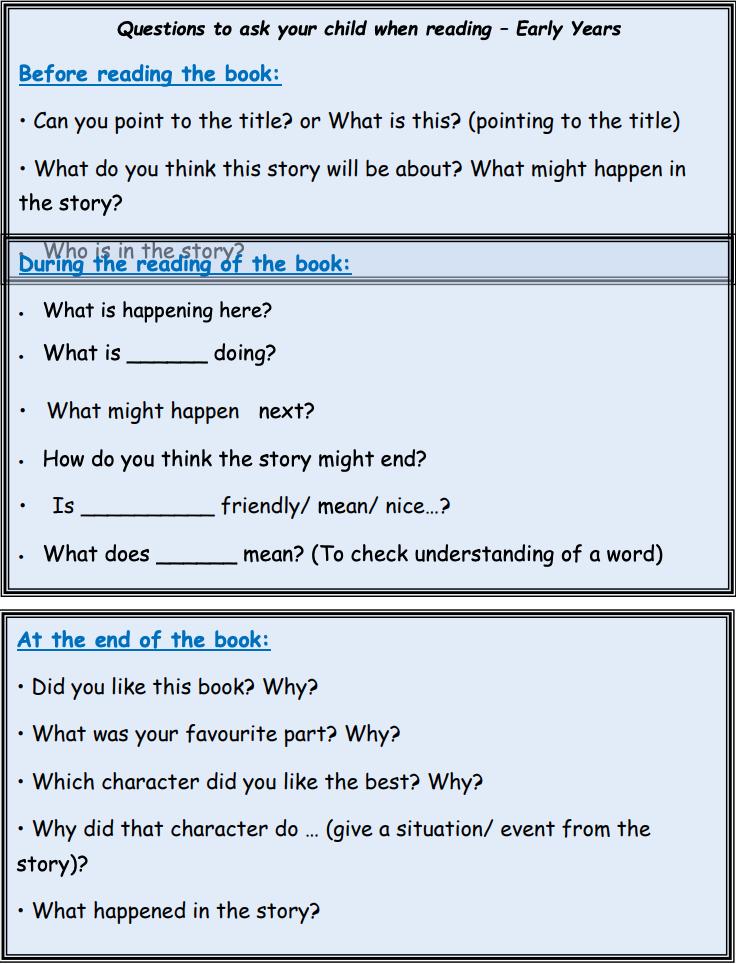 Questions to ask your child when reading – Early Years
Before reading the book:
• Can you point to the title? or What is this? (pointing to the title)
• What do you think this story will be about? What might happen in
the story?
• Who is in the story?
During the reading of the book:
• What is happening here?
• What is ______ doing?
• What might happen next?
• How do you think the story might end?
• Is __________ friendly/ mean/ nice…?
• What does ______ mean? (To check understanding of a word)
At the end of the book:
• Did you like this book? Why?
• What was your favourite part? Why?
• Which character did you like the best? Why?
• Why did that character do … (give a situation/ event from the
story)?
• What happened in the story?